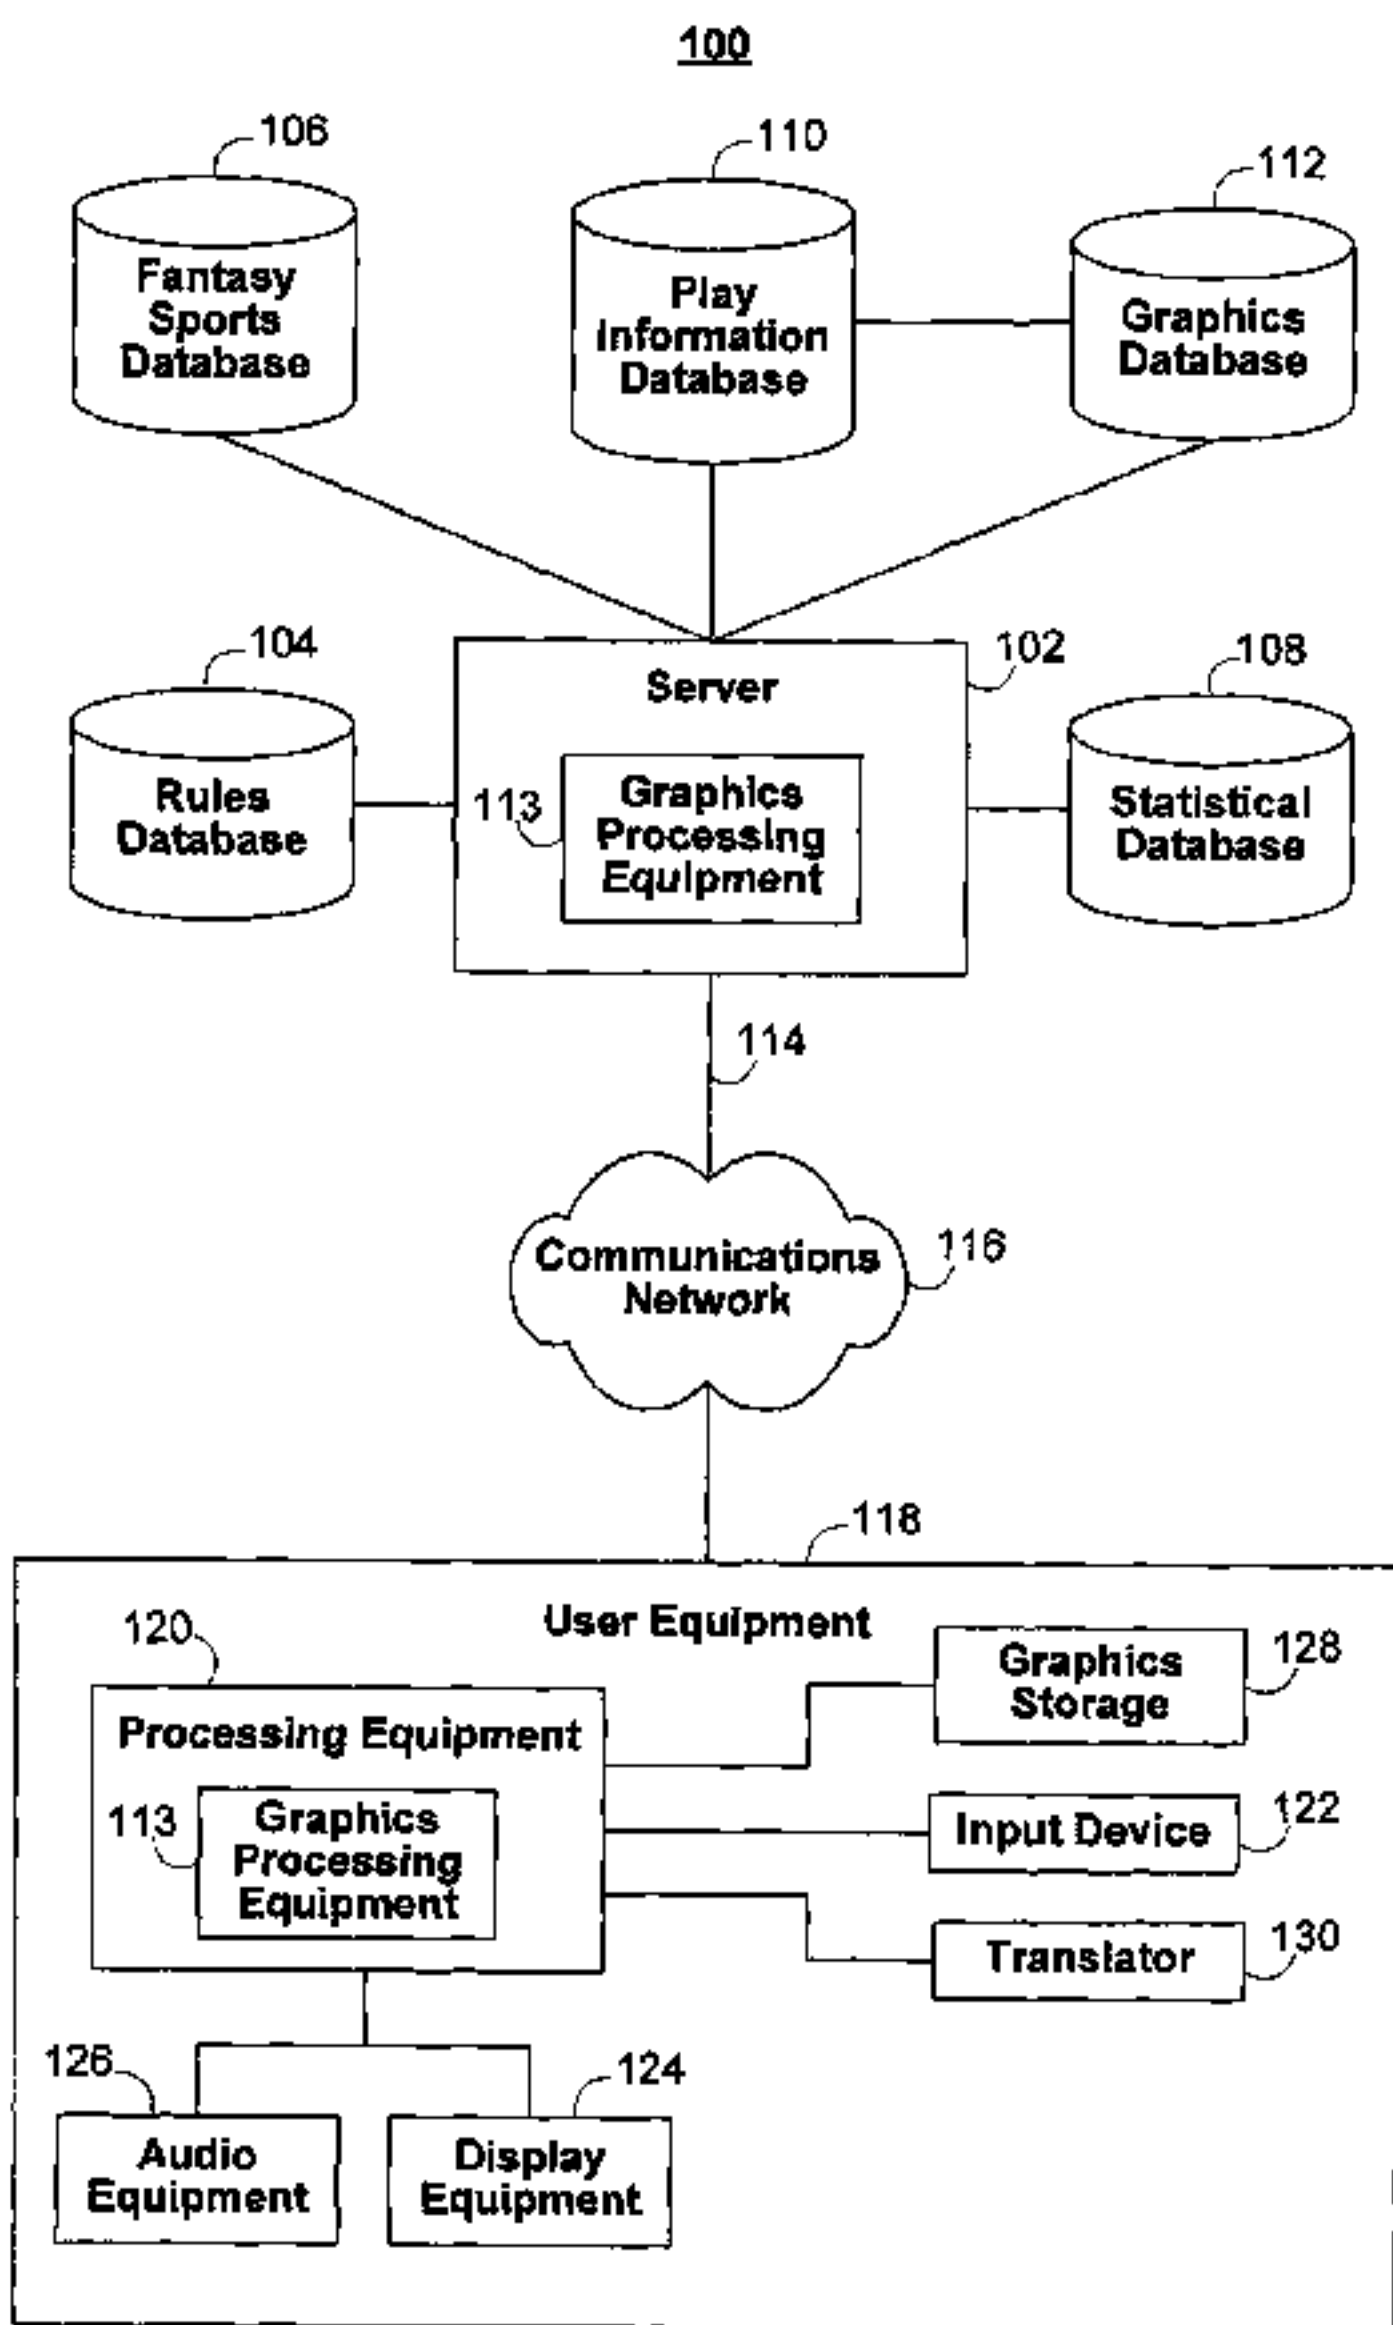 100
106
110
112
Fantasy
Sports
Database
Play
Information
Database
Graphics
Database
104
102
108
Server
Rules
Database
113
Graphics
Processing
Equipment
Statistical
Database
114
Communications
Network
116
118
User Equipment
120
Processing Equipment
113
Graphics
Processing
Equipment
Graphics
Storage
128
Input Device
122
Translator
130
126
124
Audio
Equipment
Display
Equipment